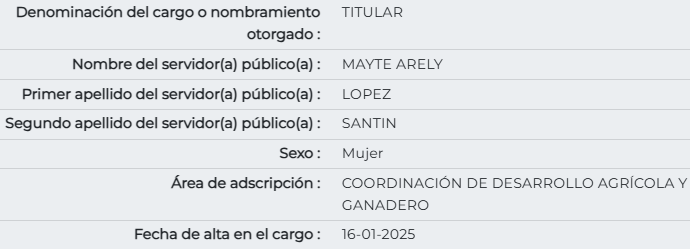 Denominación del cargo o nombramiento TITULAR
otorgado :
Nombre del servidor(a) público(a) : MAYTE ARELY
Primer apellido del servidor(a) público(a) : LOPEZ
Segundo apellido del servidor(a) público(a) : SANTIN
Sexo : Mujer
Área de adscripción : COORDINACIÓN DE DESARROLLO AGRÍCOLA Y
GANADERO
Fecha de alta en el cargo : 16-01-2025